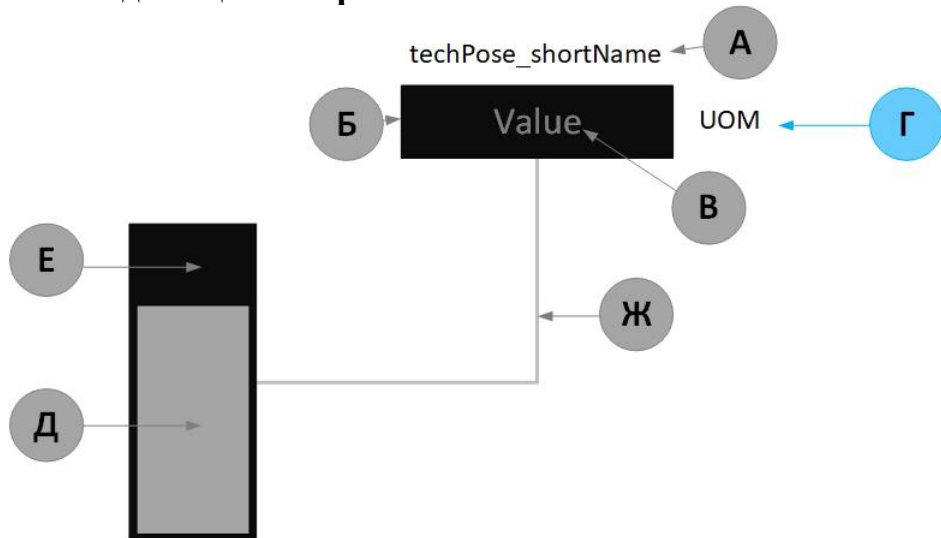 techPose_shortName
А
Б
Value
UOM
Г
В
Е
Ж
Д